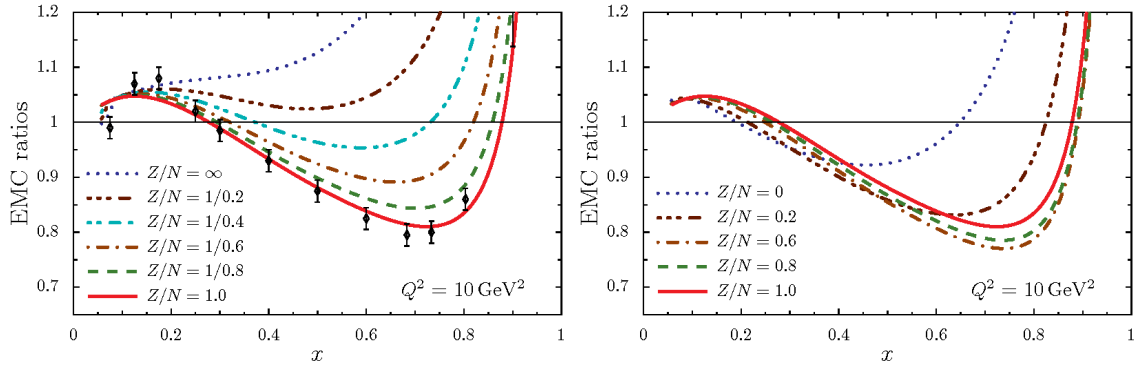 EMC ratios
1.2
1.1
1
0.9
0.8
0.7
Z/N = ∞
Z/N = 1/0.2
Z/N = 1/0.4
Z/N = 1/0.6
Z/N = 1/0.8
Z/N = 1.0
Q² = 10 GeV²
0 0.2 0.4 0.6 0.8 1
x
EMC ratios
1.2
1.1
1
0.9
0.8
0.7
Z/N = 0
Z/N = 0.2
Z/N = 0.6
Z/N = 0.8
Z/N = 1.0
Q² = 10 GeV²
0 0.2 0.4 0.6 0.8 1
x